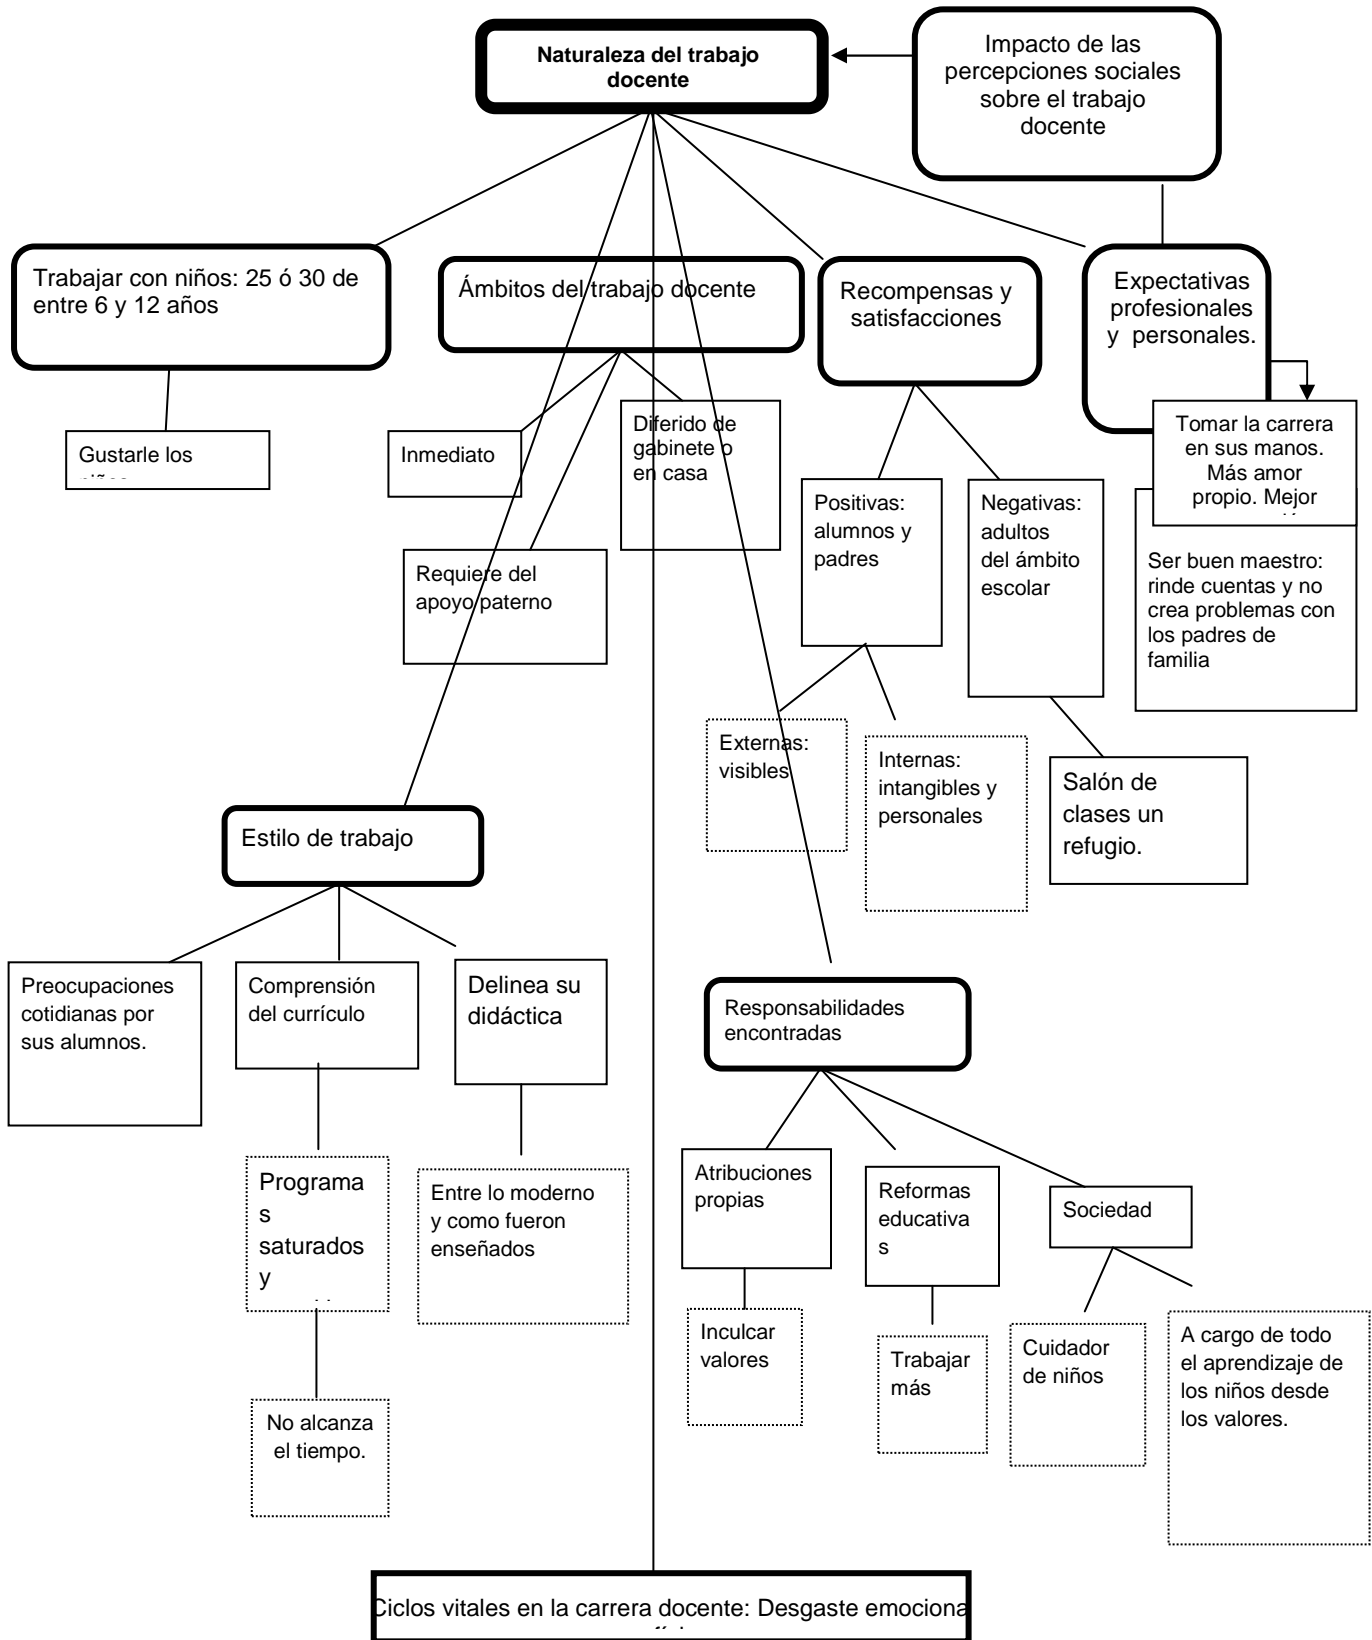 Naturaleza del trabajo
docente
Impacto de las
percepciones sociales
sobre el trabajo
docente
Trabajar con niños: 25 ó 30 de
entre 6 y 12 años
Ámbitos del trabajo docente
Recompensas y
satisfacciones
Expectativas
profesionales
y personales.
Gustarle los
Inmediato
Diferido de
gabinete o
en casa
Tomar la carrera
en sus manos.
Más amor
propio. Mejor
Positivas:
alumnos y
padres
Negativas:
adultos
del ámbito
escolar
Ser buen maestro:
rinde cuentas y no
crea problemas con
los padres de
familia
Requiere del
apoyo paterno
Externas:
visibles
Internas:
intangibles y
personales
Salón de
clases un
refugio.
Estilo de trabajo
Preocupaciones
cotidianas por
sus alumnos.
Comprensión
del currículo
Delinea su
didáctica
Responsabilidades
encontradas
Programa
s
saturados
y
Entre lo moderno
y como fueron
enseñados
Atribuciones
propias
Reformas
educativa
s
Sociedad
Inculcar
valores
Trabajar
más
Cuidador
de niños
A cargo de todo
el aprendizaje de
los niños desde
los valores.
No alcanza
el tiempo.
Ciclos vitales en la carrera docente: Desgaste emociona